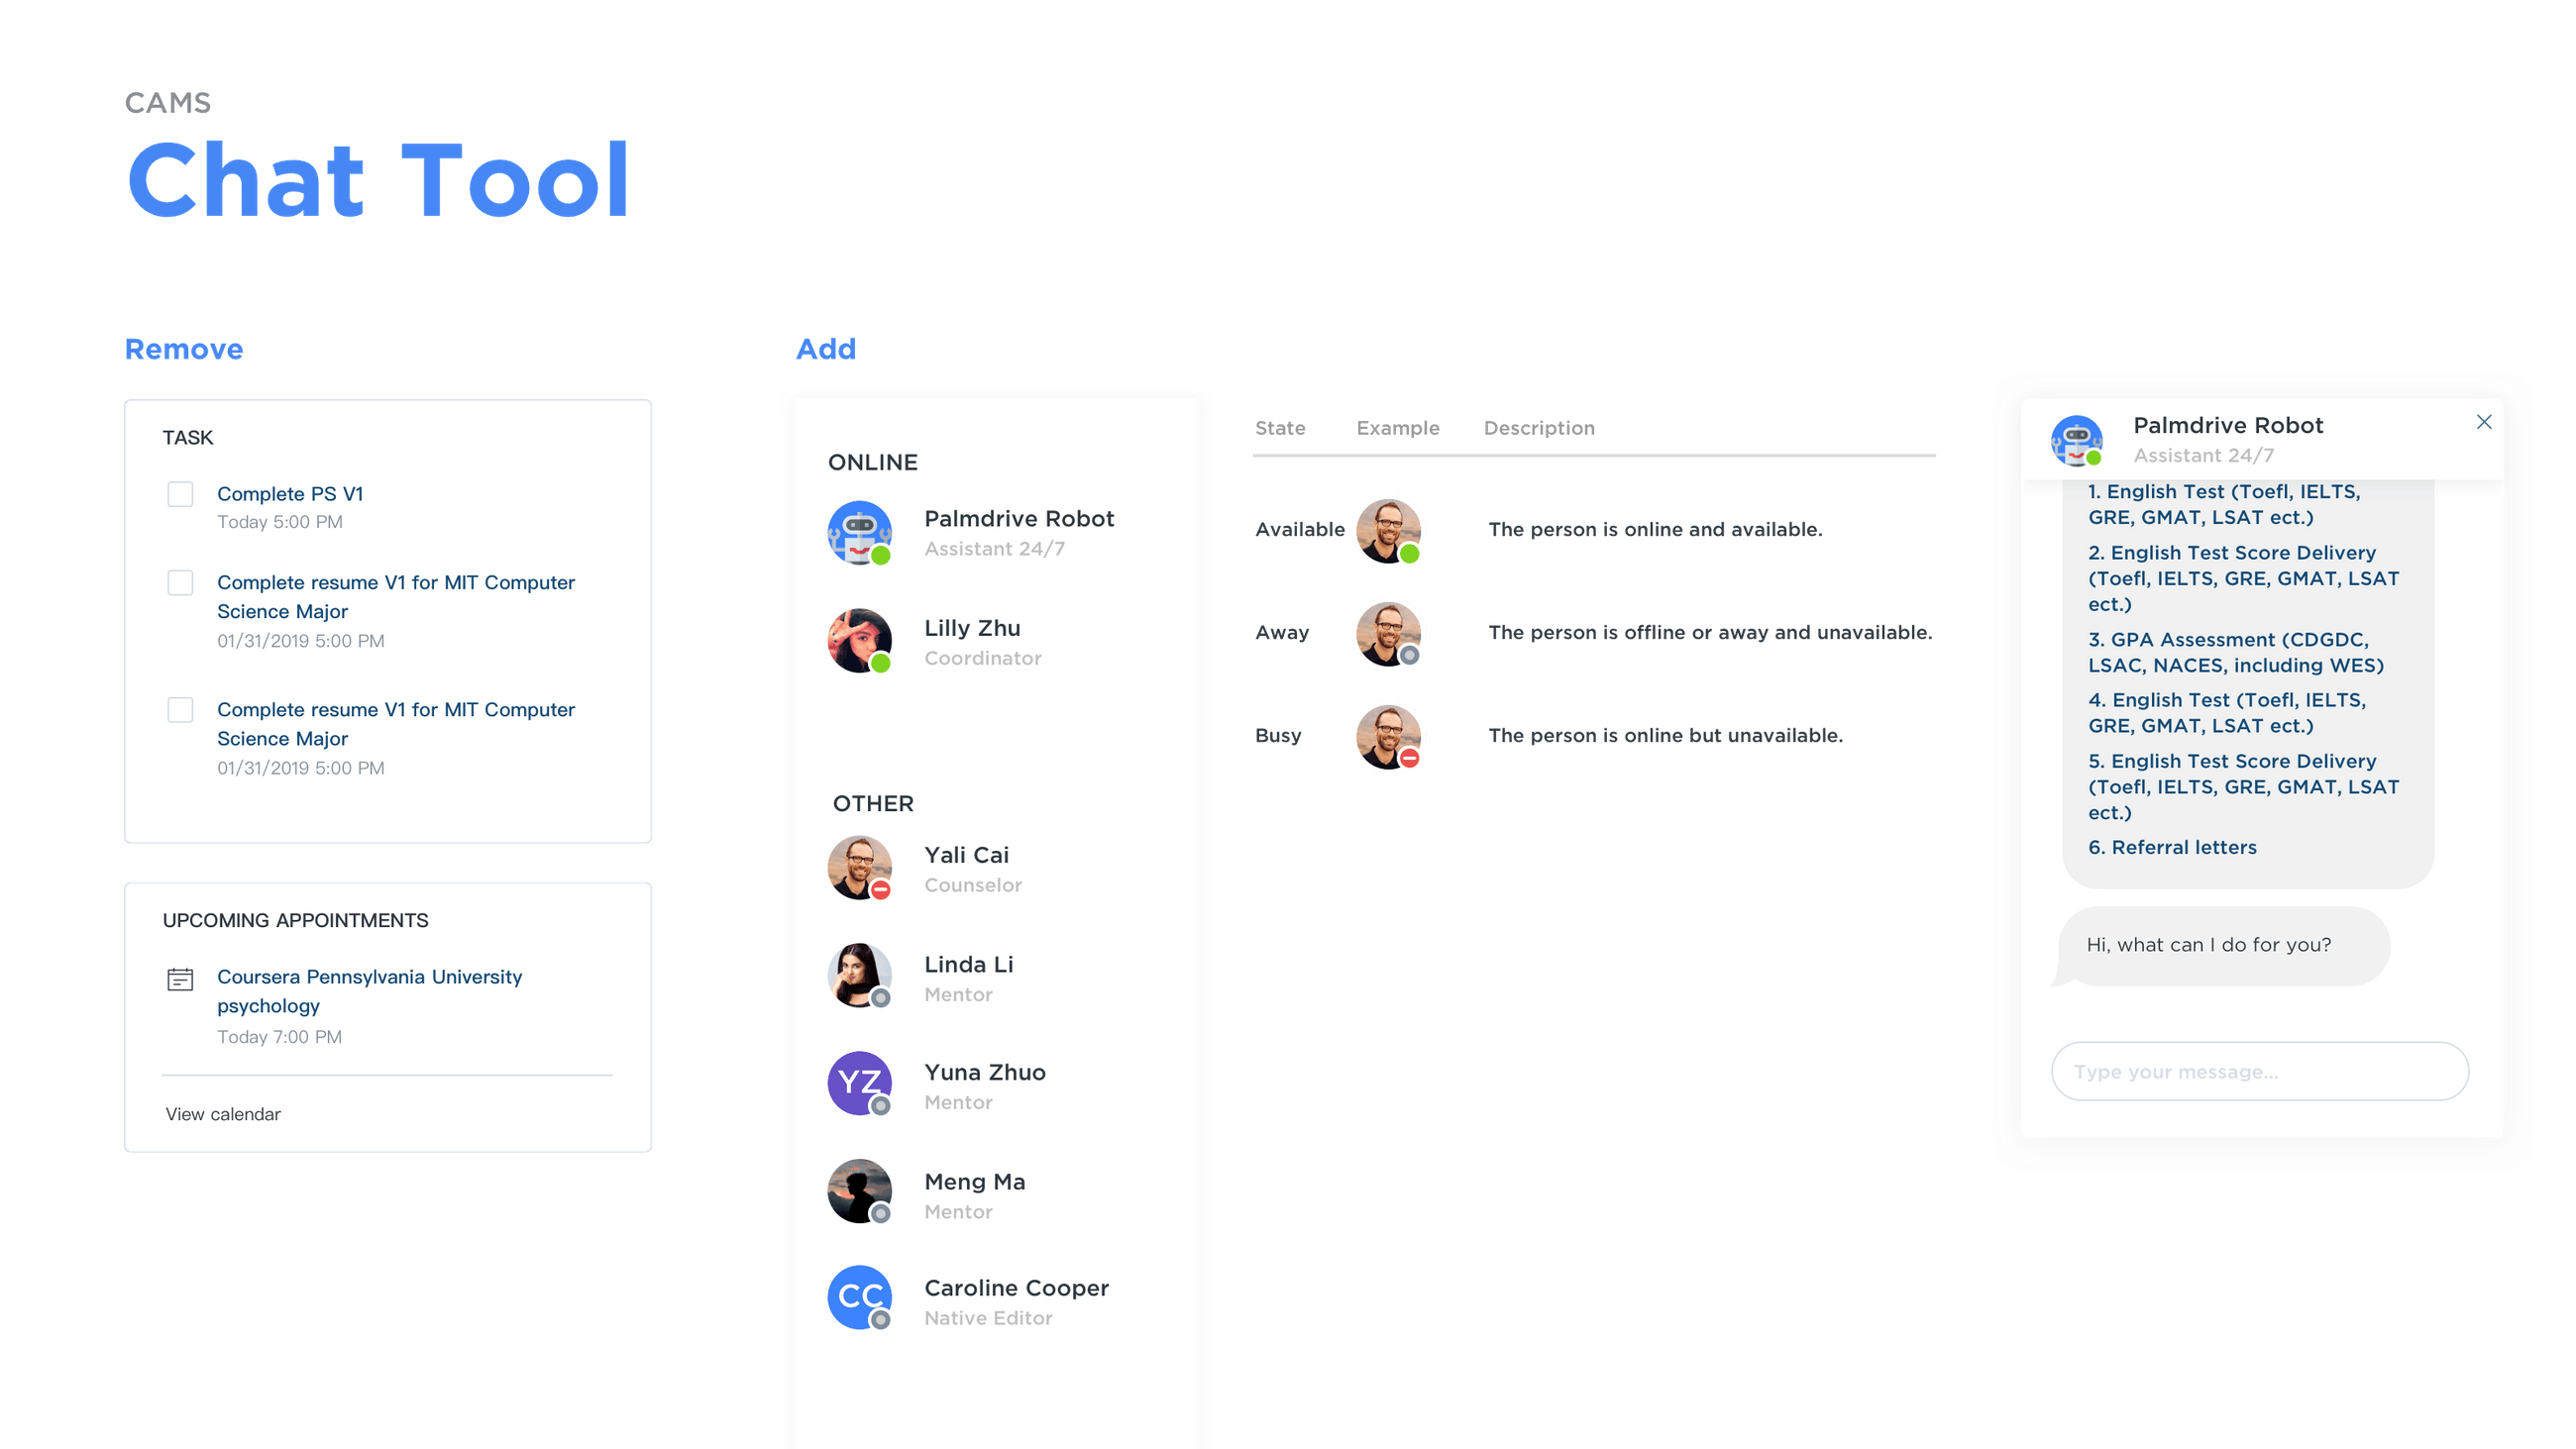 CAMS
Chat Tool
Remove
TASK
Complete PS V1
Today 5:00 PM
Complete resume V1 for MIT Computer
Science Major
01/31/2019 5:00 PM
Complete resume V1 for MIT Computer
Science Major
01/31/2019 5:00 PM
UPCOMING APPOINTMENTS
Coursera Pennsylvania University
psychology
Today 7:00 PM
View calendar
Add
ONLINE
Palmdrive Robot
Assistant 24/7
Lilly Zhu
Coordinator
OTHER
Yali Cai
Counselor
Linda Li
Mentor
YZ
Yuna Zhuo
Mentor
Meng Ma
Mentor
CC
Caroline Cooper
Native Editor
State Example Description
Available The person is online and available.
Away The person is offline or away and unavailable.
Busy The person is online but unavailable.
Palmdrive Robot
Assistant 24/7
1. English Test (Toefl, IELTS,
GRE, GMAT, LSAT ect.)
2. English Test Score Delivery
(Toefl, IELTS, GRE, GMAT, LSAT
ect.)
3. GPA Assessment (CDGDC,
LSAC, NACES, including WES)
4. English Test (Toefl, IELTS,
GRE, GMAT, LSAT ect.)
5. English Test Score Delivery
(Toefl, IELTS, GRE, GMAT, LSAT
ect.)
6. Referral letters
Hi, what can I do for you?
Type your message...